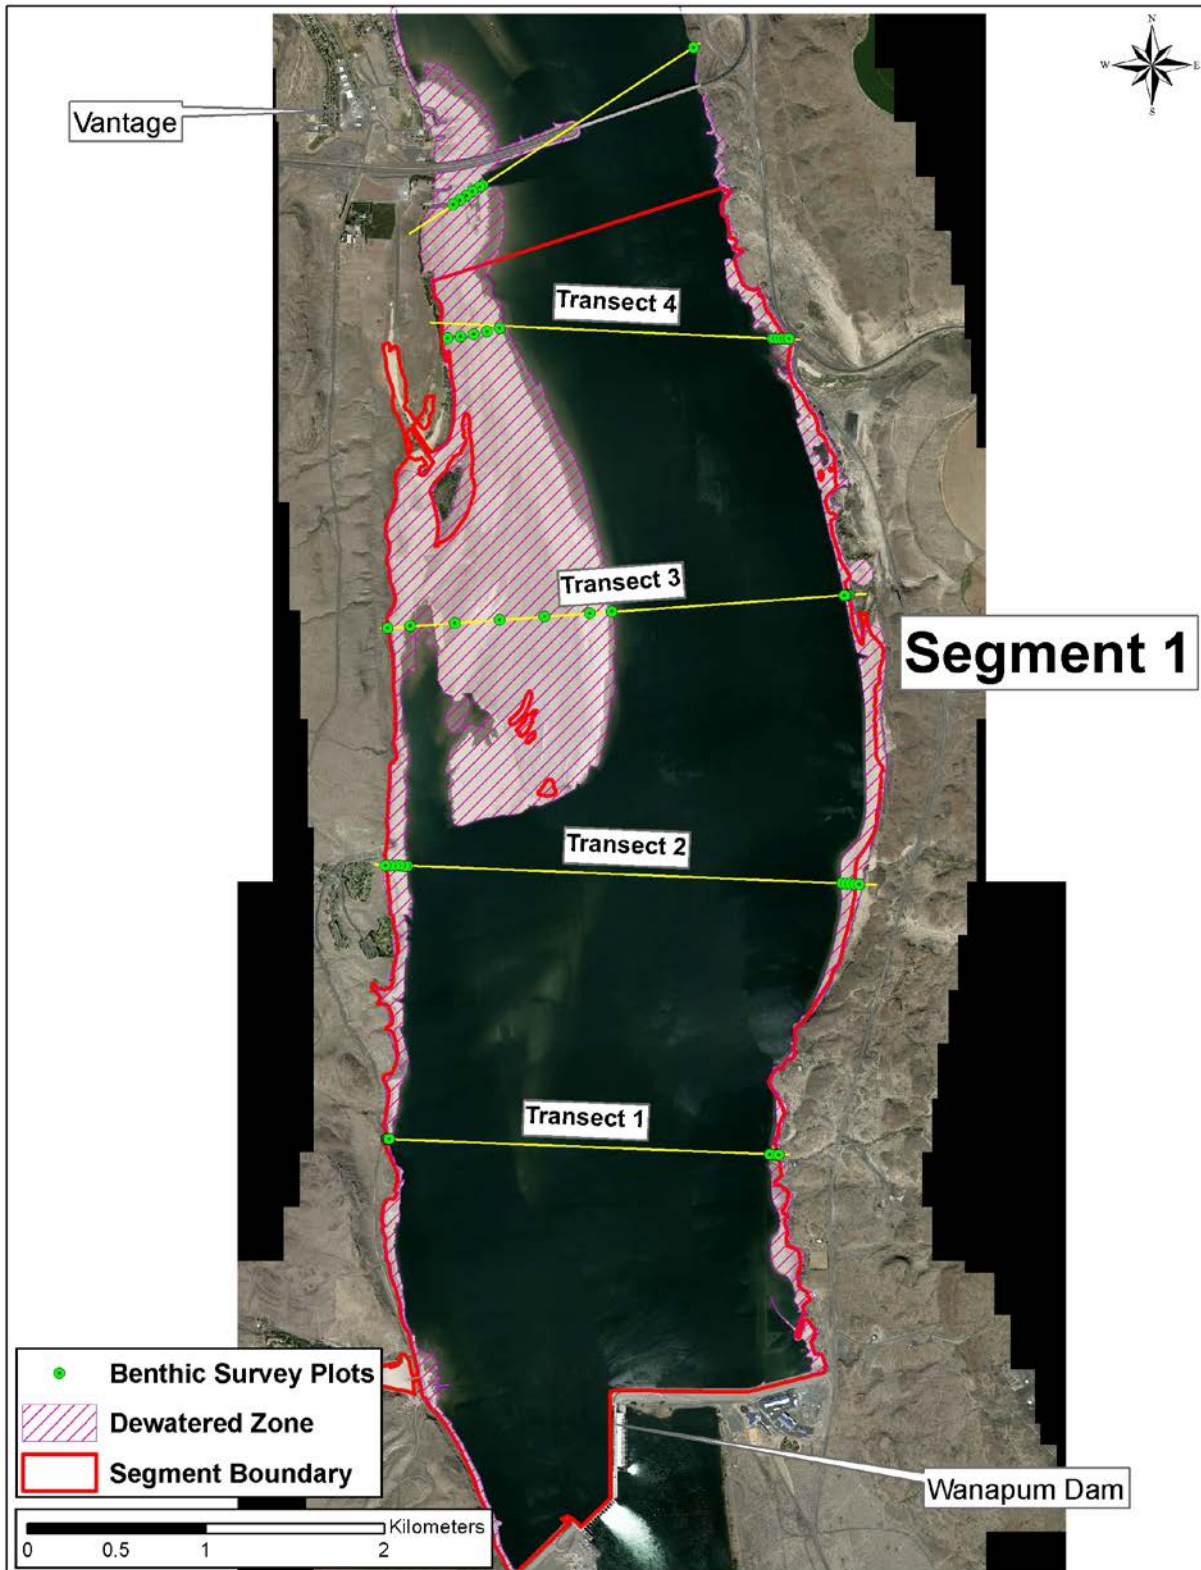 N
W E
S
Vantage
Transect 4
Transect 3
Segment 1
Transect 2
Transect 1
Benthic Survey Plots
Dewatered Zone
Segment Boundary
Kilometers
0 0.5 1 2
Wanapum Dam